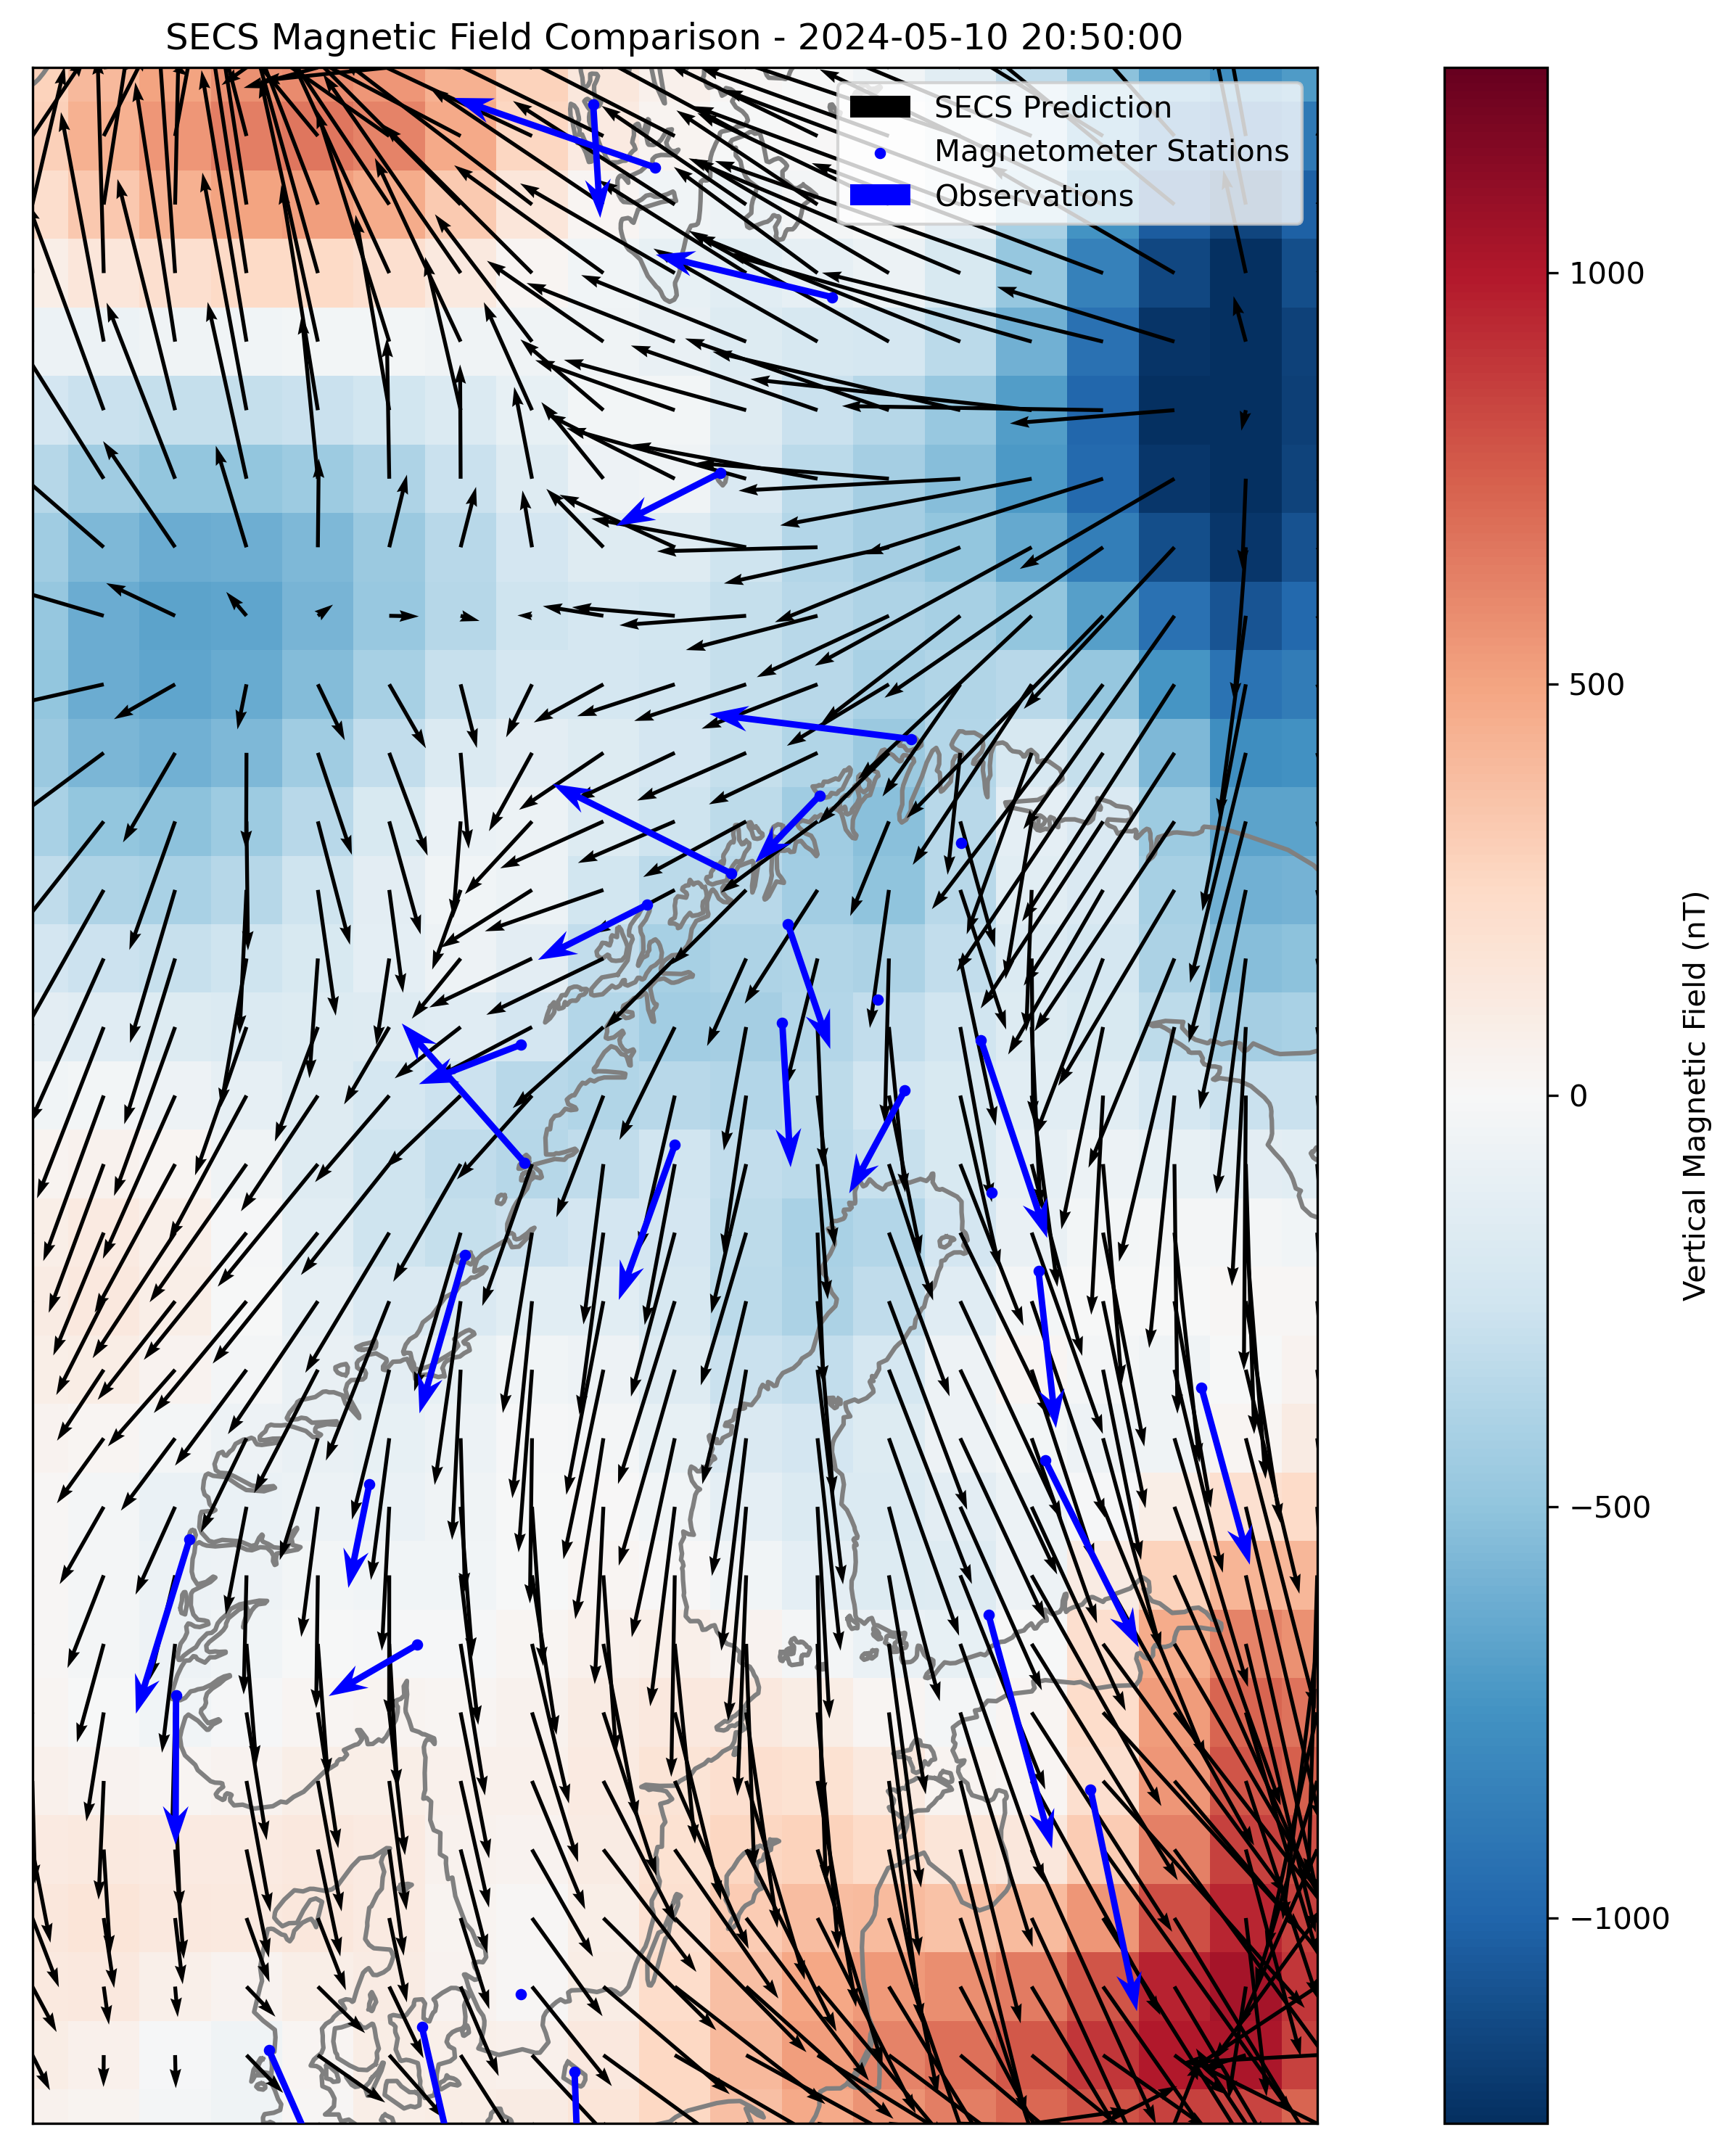 SECS Magnetic Field Comparison - 2024-05-10 20:50:00
SECS Prediction
Magnetometer Stations
Observations
1000
500
0
−500
−1000
Vertical Magnetic Field (nT)